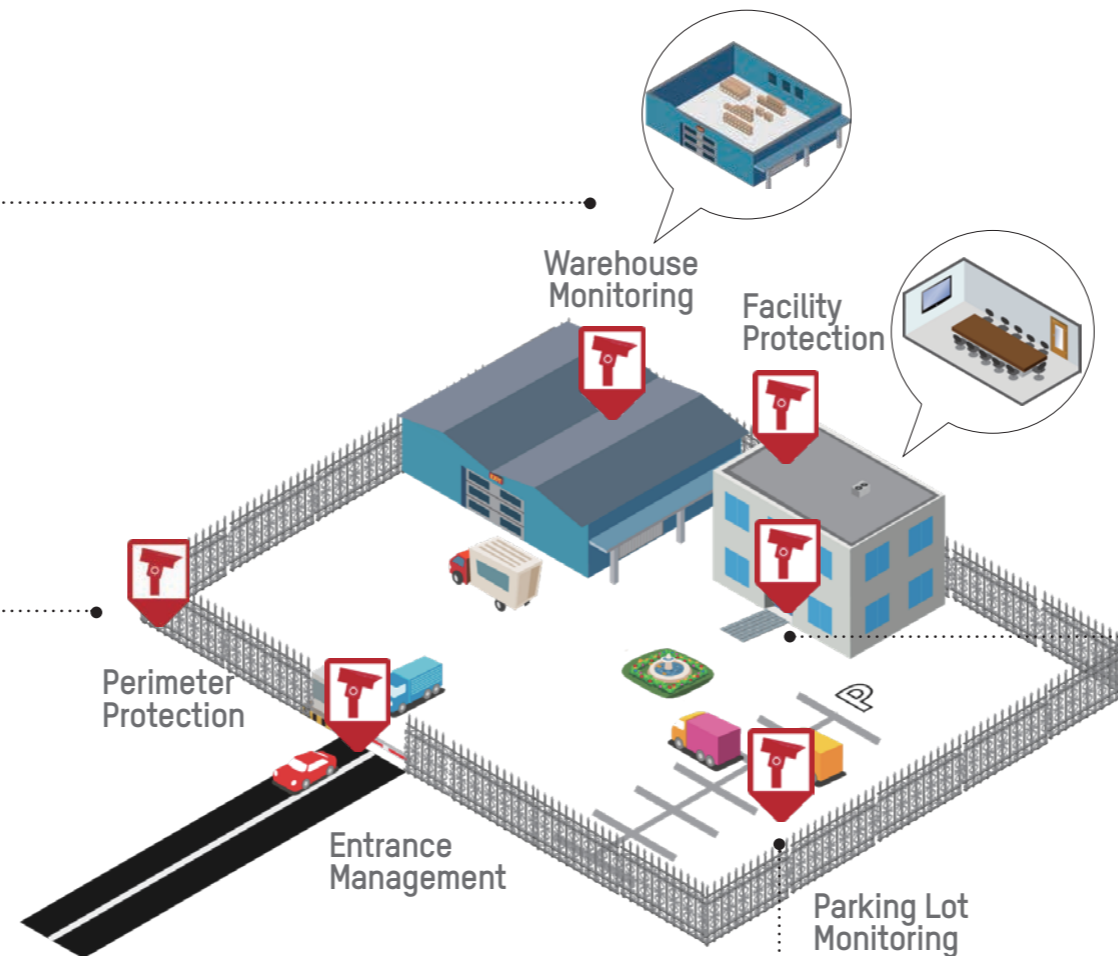 Warehouse
Monitoring
Facility
Protection
Perimeter
Protection
P
Entrance
Management
Parking Lot
Monitoring